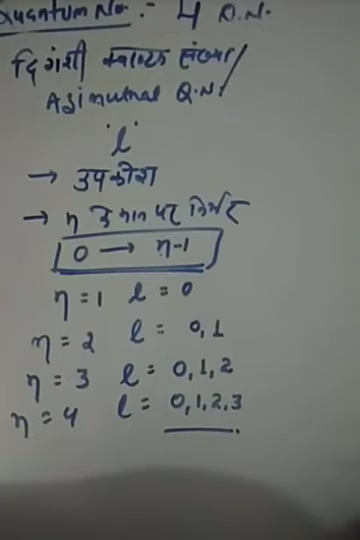 Quantum No. :- 4 Q.N.
दिगंशी क्वाण्टम संख्या/
Azimuthal Q.N.
'l'
→ उपकोश
→ n के मान पर निर्भर
0 → n-1
n = 1 l = 0
n = 2 l = 0,1
n = 3 l = 0,1,2
n = 4 l = 0,1,2,3